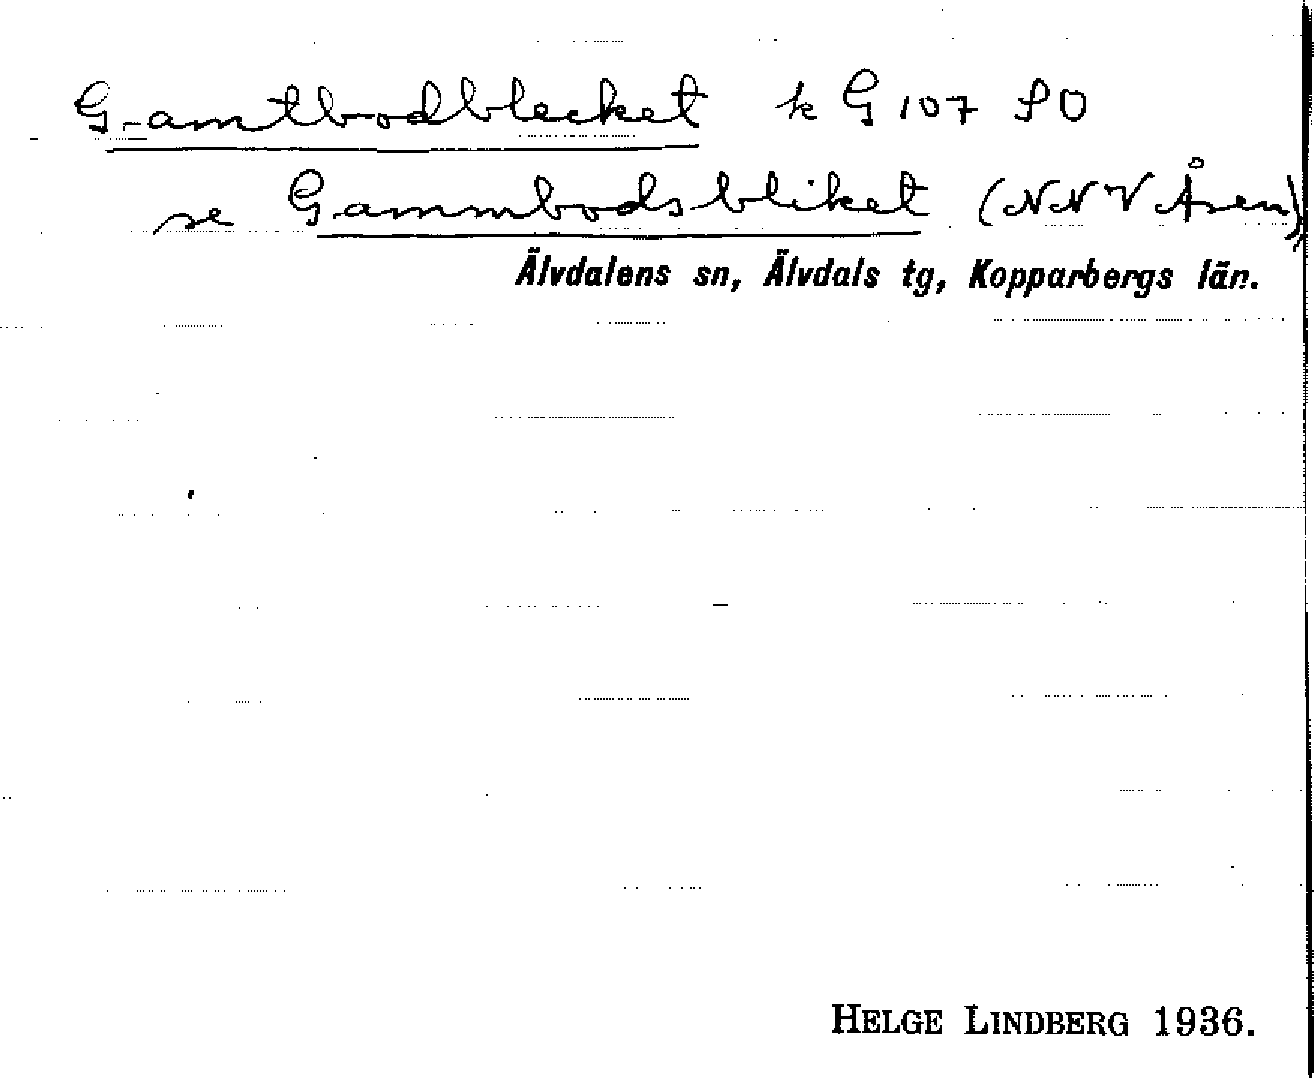 Gamtbodblecket k G 107 SO
se Gammbodsbliket (NNV Åsen)
Älvdalens sn, Älvdals tg, Kopparbergs län.
HELGE LINDBERG 1936.